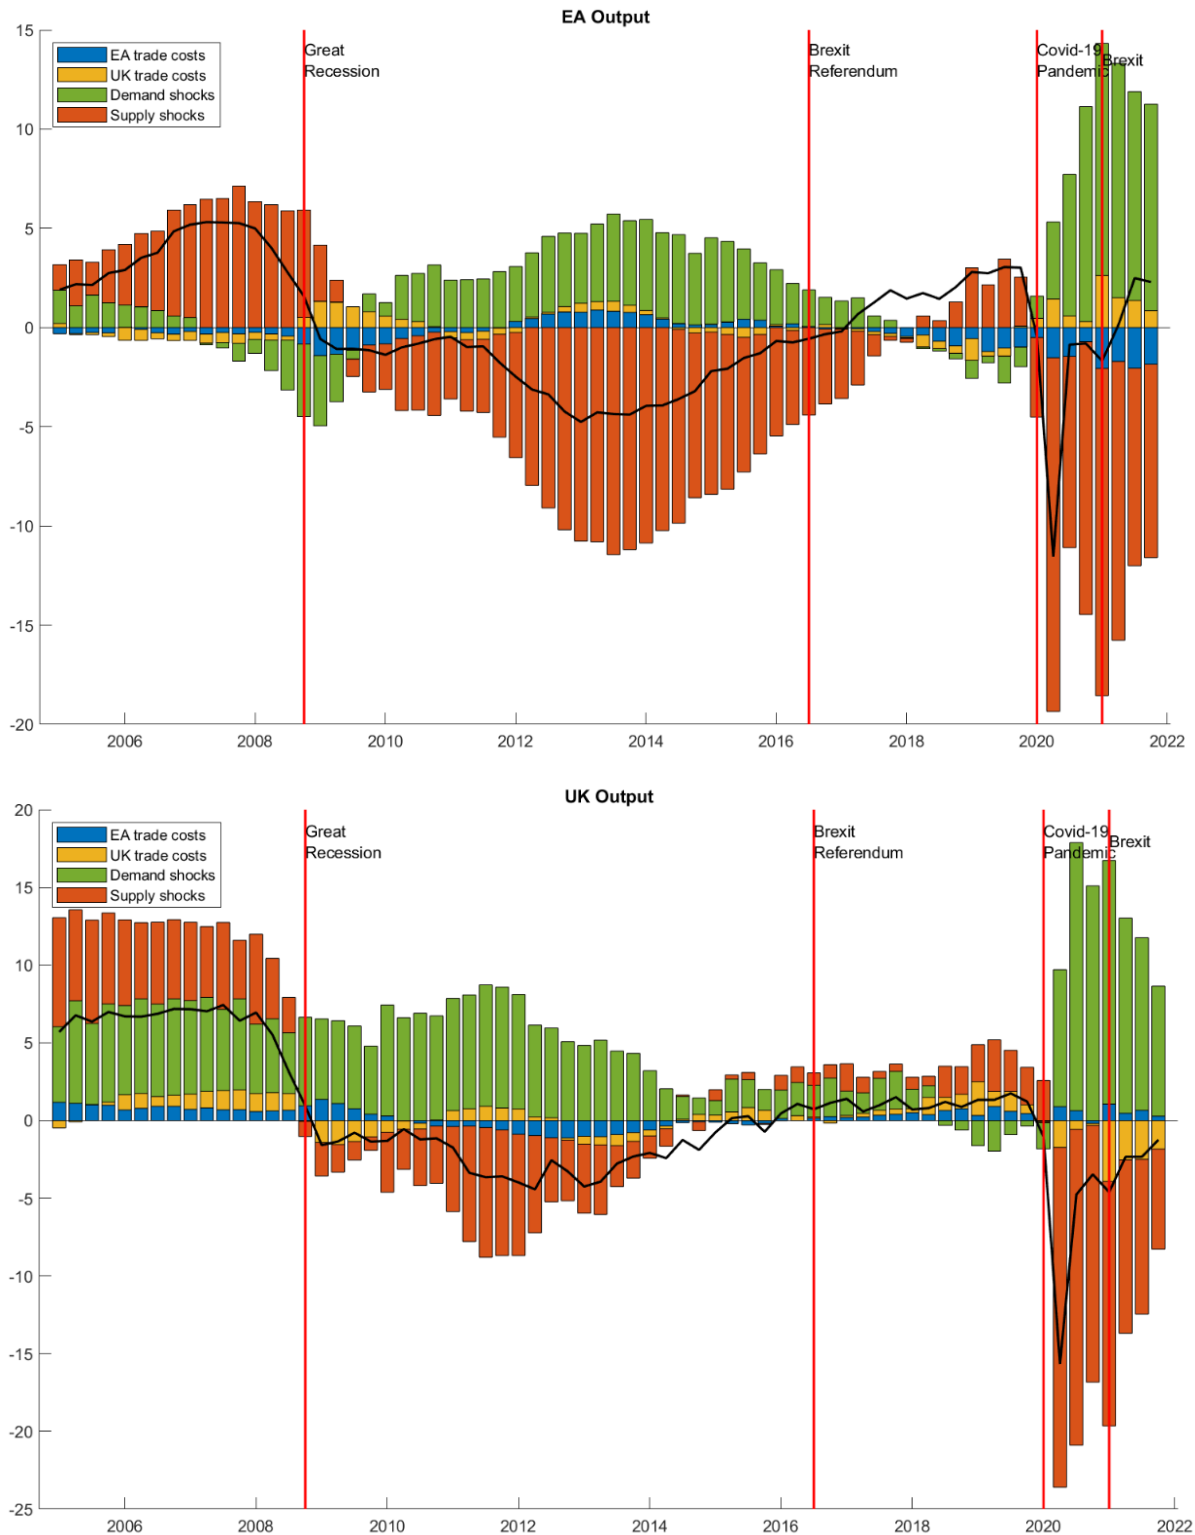 EA Output
15
10
5
0
-5
-10
-15
-20
EA trade costs
UK trade costs
Demand shocks
Supply shocks
Great
Recession
Brexit
Referendum
Covid-19
Pandemic
Brexit
2006 2008 2010 2012 2014 2016 2018 2020 2022
UK Output
20
15
10
5
0
-5
-10
-15
-20
-25
EA trade costs
UK trade costs
Demand shocks
Supply shocks
Great
Recession
Brexit
Referendum
Covid-19
Pandemic
Brexit
2006 2008 2010 2012 2014 2016 2018 2020 2022